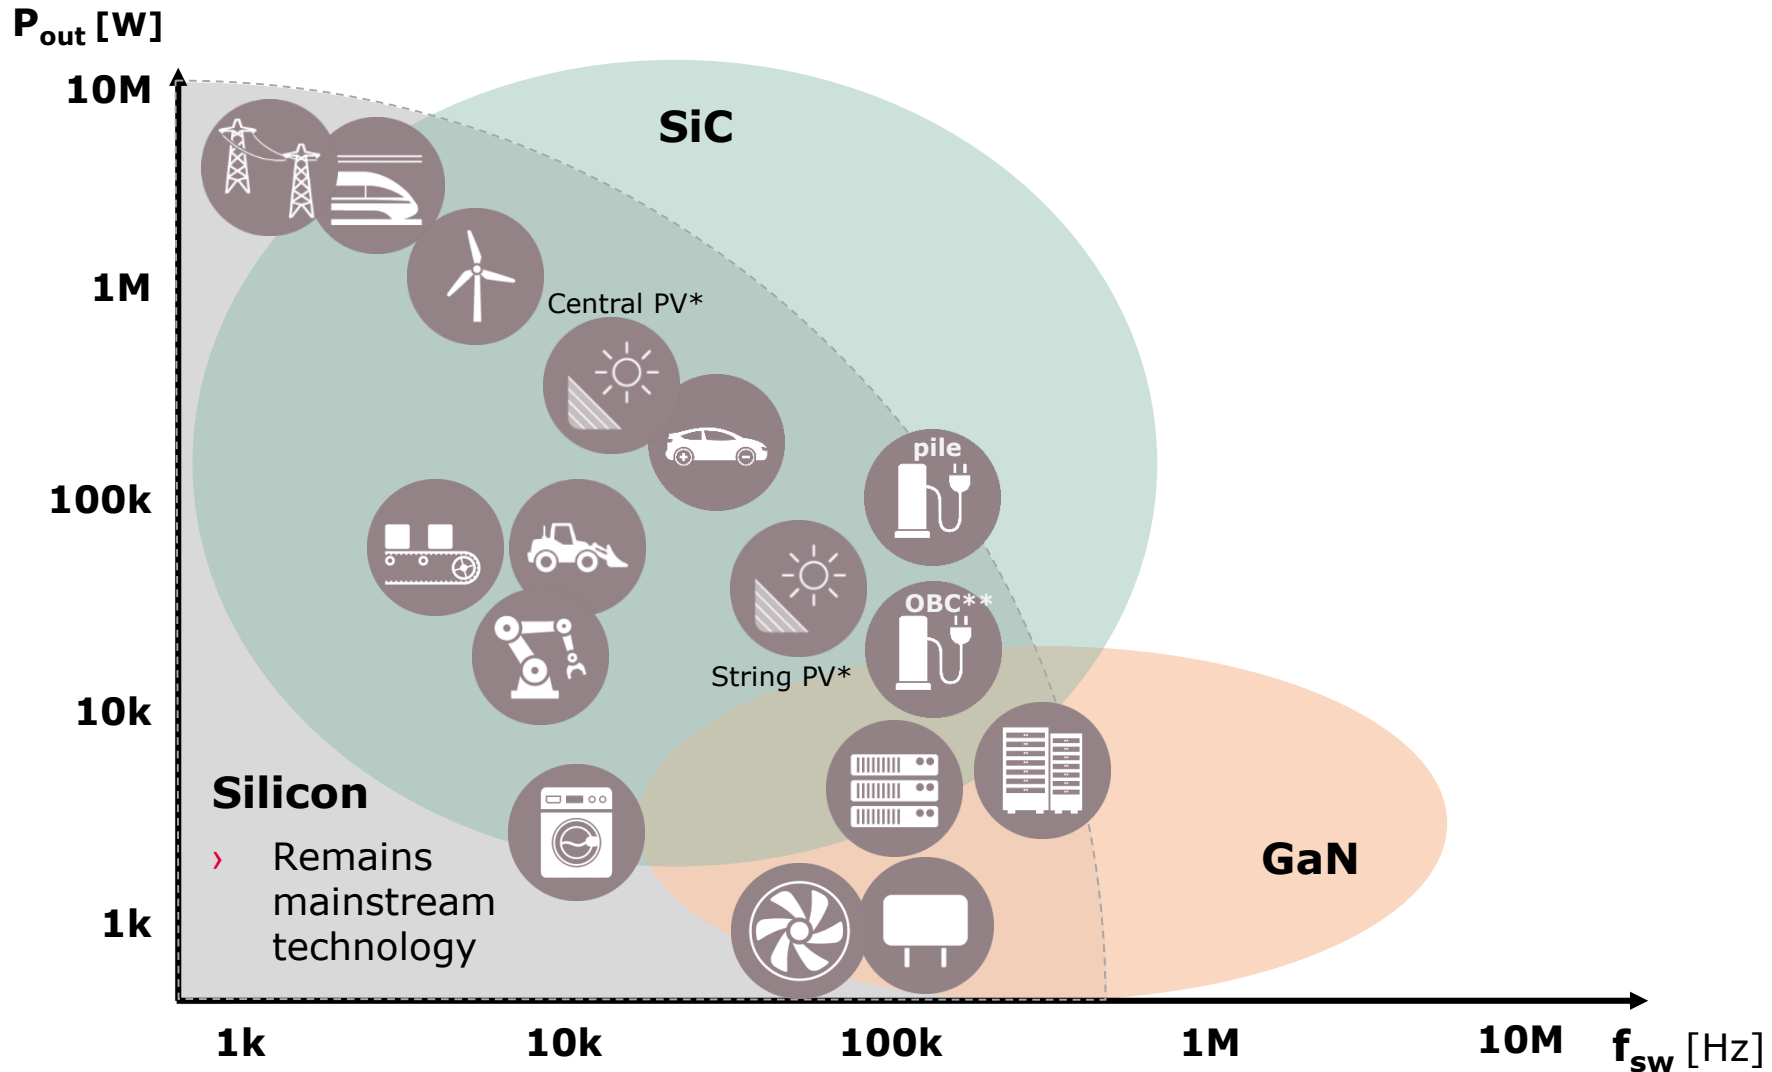 Pout [W]
10M
SiC
1M
Central PV*
pile
100k
OBC**
String PV*
10k
Silicon
› Remains
mainstream
technology
GaN
1k
1k 10k 100k 1M 10M fsw [Hz]